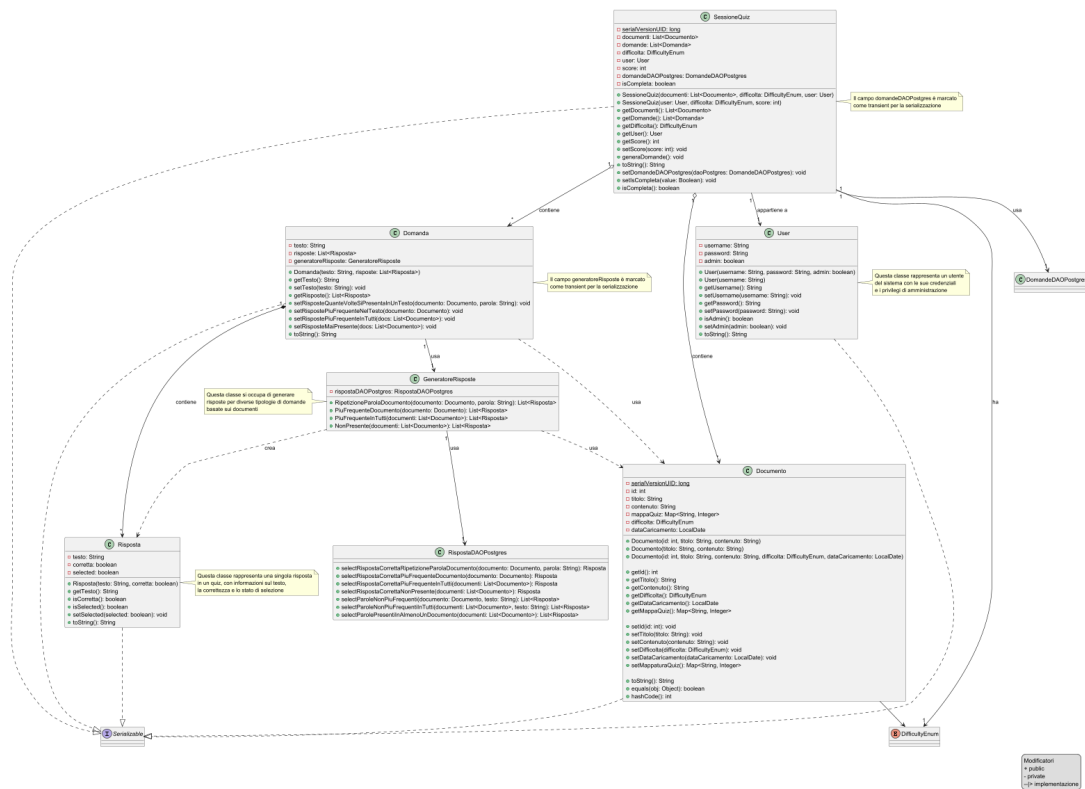 SessioneQuiz
serialVersionUID: long
documenti: List<Documento>
domande: List<Domanda>
difficolta: DifficultyEnum
user: User
score: int
domandeDAOPostgres: DomandeDAOPostgres
isCompleta: boolean
SessioneQuiz(documenti: List<Documento>, difficolta: DifficultyEnum, user: User)
SessioneQuiz(user: User, difficolta: DifficultyEnum, score: int)
getDocumenti(): List<Documento>
getDomande(): List<Domanda>
getDifficolta(): DifficultyEnum
getUser(): User
getScore(): int
setScore(score: int): void
generaDomande(): void
toString(): String
setDomandeDAOPostgres(daoPostgres: DomandeDAOPostgres): void
setIsCompleta(value: Boolean): void
isCompleta(): boolean
Il campo domandeDAOPostgres è marcato
come transient per la serializzazione
1
1
1
1
1
contiene
appartiene a
usa
Domanda
testo: String
risposte: List<Risposta>
generatoreRisposte: GeneratoreRisposte
Domanda(testo: String, risposte: List<Risposta>)
getTesto(): String
setTesto(testo: String): void
getRisposte(): List<Risposta>
setRisposteQuanteVolteSiPresentaInUnTesto(documento: Documento, parola: String): void
setRispostePiuFrequenteNelTesto(documento: Documento): void
setRispostePiuFrequenteInTutti(docs: List<Documento>): void
setRisposteMaiPresente(docs: List<Documento>): void
toString(): String
Il campo generatoreRisposte è marcato
come transient per la serializzazione
User
username: String
password: String
admin: boolean
User(username: String, password: String, admin: boolean)
User(username: String)
getUsername(): String
setUsername(username: String): void
getPassword(): String
setPassword(password: String): void
isAdmin(): boolean
setAdmin(admin: boolean): void
toString(): String
Questa classe rappresenta un utente
del sistema con le sue credenziali
e i privilegi di amministrazione
1
DomandeDAOPostgres
1
usa
contiene
GeneratoreRisposte
rispostaDAOPostgres: RispostaDAOPostgres
RipetizioneParolaDocumento(documento: Documento, parola: String): List<Risposta>
PiuFrequenteDocumento(documento: Documento): List<Risposta>
PiuFrequenteInTutti(documenti: List<Documento>): List<Risposta>
NonPresente(documenti: List<Documento>): List<Risposta>
Questa classe si occupa di generare
risposte per diverse tipologie di domande
basate sui documenti
contiene
usa
ha
crea
1
usa
usa
Documento
serialVersionUID: long
id: int
titolo: String
contenuto: String
mappaQuiz: Map<String, Integer>
difficolta: DifficultyEnum
dataCaricamento: LocalDate
Documento(id: int, titolo: String, contenuto: String)
Documento(titolo: String, contenuto: String)
Documento(id: int, titolo: String, contenuto: String, difficolta: DifficultyEnum, dataCaricamento: LocalDate)
getId(): int
getTitolo(): String
getContenuto(): String
getDifficolta(): DifficultyEnum
getDataCaricamento(): LocalDate
getMappaQuiz(): Map<String, Integer>
setId(id: int): void
setTitolo(titolo: String): void
setContenuto(contenuto: String): void
setDifficolta(difficolta: DifficultyEnum): void
setDataCaricamento(dataCaricamento: LocalDate): void
setMappaturaQuiz(): Map<String, Integer>
toString(): String
equals(obj: Object): boolean
hashCode(): int
Risposta
testo: String
corretta: boolean
selected: boolean
Risposta(testo: String, corretta: boolean)
getTesto(): String
isCorretta(): boolean
isSelected(): boolean
setSelected(selected: boolean): void
toString(): String
Questa classe rappresenta una singola risposta
in un quiz, con informazioni sul testo,
la correttezza e lo stato di selezione
RispostaDAOPostgres
selectRispostaCorrettaRipetizioneParolaDocumento(documento: Documento, parola: String): Risposta
selectRispostaCorrettaPiuFrequenteDocumento(documento: Documento): Risposta
selectRispostaCorrettaPiuFrequenteInTutti(documenti: List<Documento>): Risposta
selectRispostaCorrettaNonPresente(documenti: List<Documento>): Risposta
selectParoleNonPiuFrequenti(documento: Documento, testo: String): List<Risposta>
selectParoleNonPiuFrequentiInTutti(documenti: List<Documento>, testo: String): List<Risposta>
selectParolePresentiInAlmenoUnDocumento(documenti: List<Documento>): List<Risposta>
1
Serializable
DifficultyEnum
Modificatori
+ public
- private
--|> implementazione